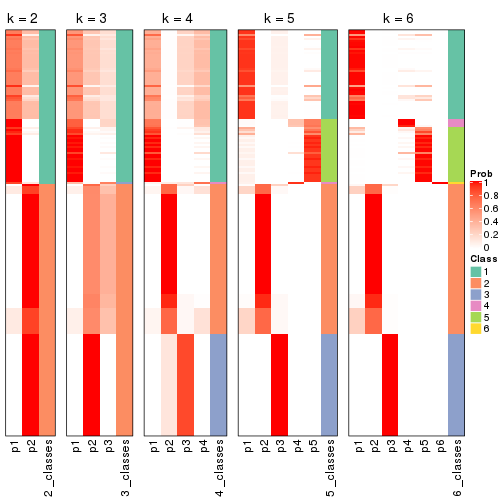 k = 2
k = 3
k = 4
k = 5
k = 6
Prob
1
0.8
0.6
0.4
0.2
0
Class
1
2
3
4
5
6
p1
p2
2_classes
p1
p2
p3
3_classes
p1
p2
p3
p4
4_classes
p1
p2
p3
p4
p5
5_classes
p1
p2
p3
p4
p5
p6
6_classes